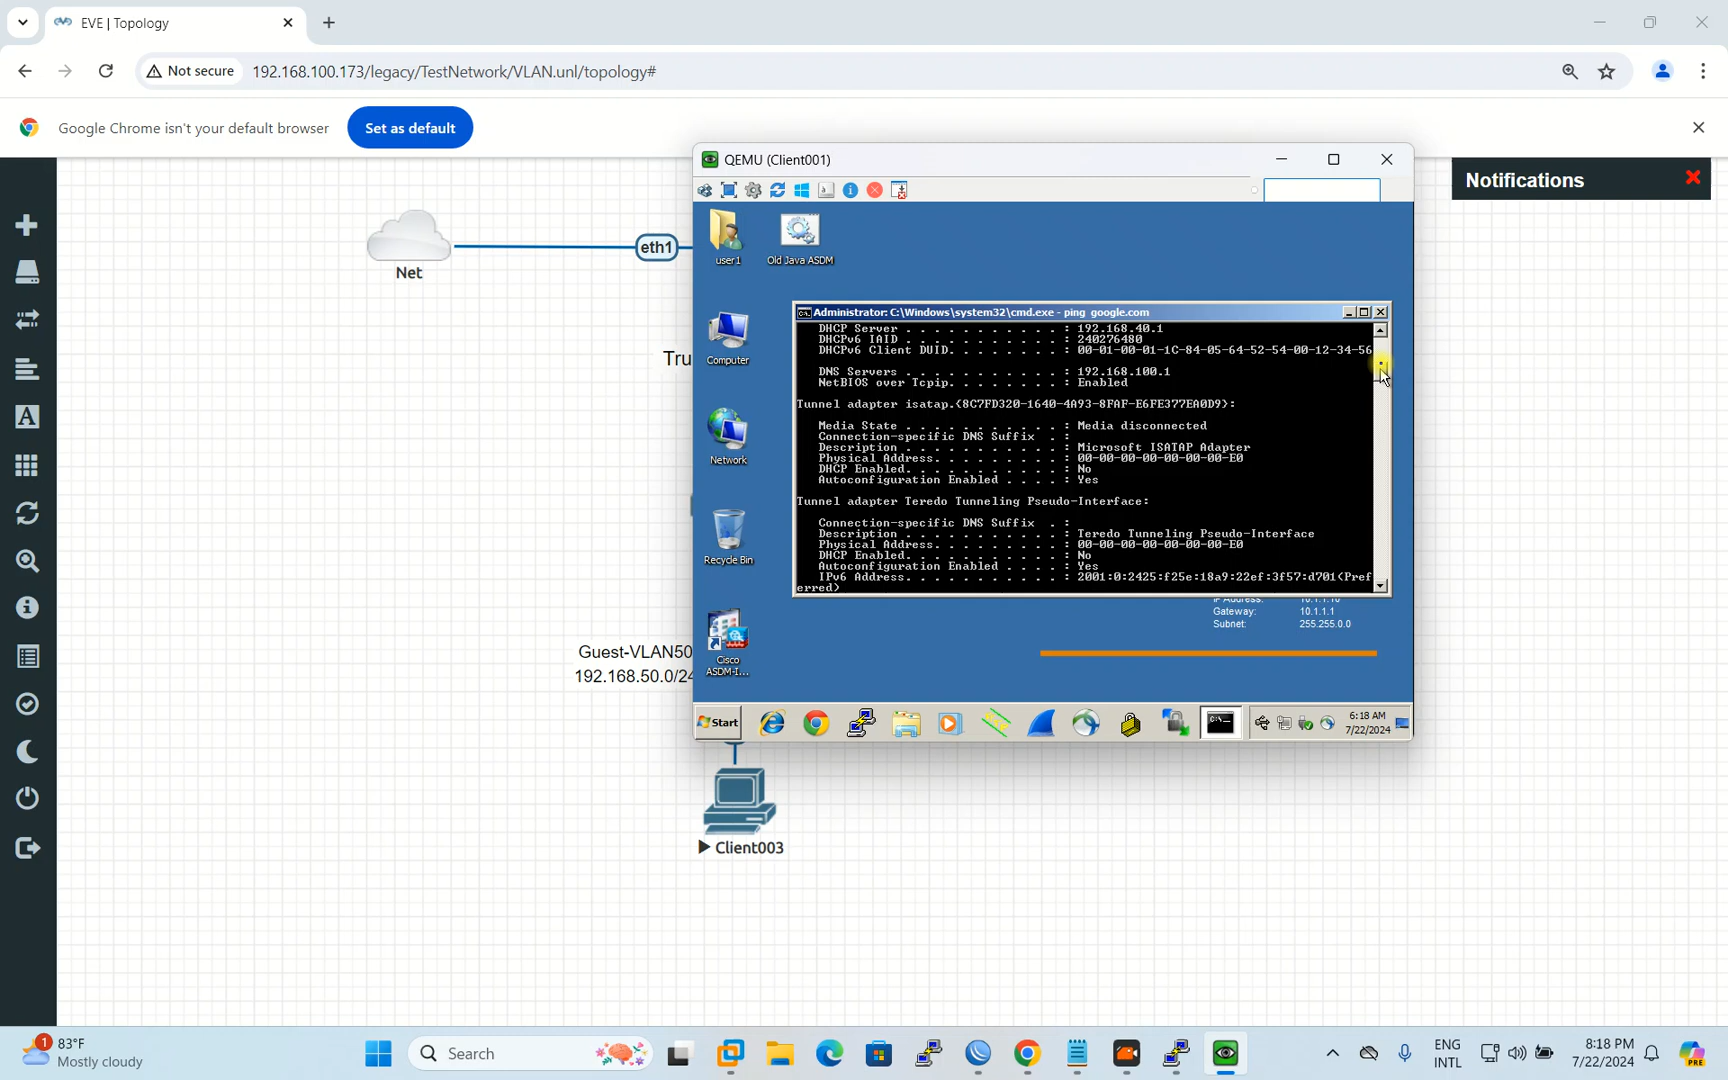 EVE | Topology
Not secure
192.168.100.173/legacy/TestNetwork/VLAN.unl/topology#
Google Chrome isn't your default browser
Set as default
Notifications
Net
eth1
Tru
Guest-VLAN50
192.168.50.0/24
Client003
QEMU (Client001)
user1
Old Java ASDM
Computer
Network
Recycle Bin
Cisco
ASDM-I...
Administrator: C:\Windows\system32\cmd.exe - ping google.com
DHCP Server . . . . . . . . . . . : 192.168.40.1
DHCPv6 IAID . . . . . . . . . . . : 240276480
DHCPv6 Client DUID. . . . . . . . : 00-01-00-01-1C-84-05-64-52-54-00-12-34-56
DNS Servers . . . . . . . . . . . : 192.168.100.1
NetBIOS over Tcpip. . . . . . . . : Enabled
Tunnel adapter isatap.{8C7FD320-1640-4A93-8FAF-E6FE377EA0D9}:
Media State . . . . . . . . . . . : Media disconnected
Connection-specific DNS Suffix . :
Description . . . . . . . . . . . : Microsoft ISATAP Adapter
Physical Address. . . . . . . . . : 00-00-00-00-00-00-00-E0
DHCP Enabled. . . . . . . . . . . : No
Autoconfiguration Enabled . . . . : Yes
Tunnel adapter Teredo Tunneling Pseudo-Interface:
Connection-specific DNS Suffix . :
Description . . . . . . . . . . . : Teredo Tunneling Pseudo-Interface
Physical Address. . . . . . . . . : 00-00-00-00-00-00-00-E0
DHCP Enabled. . . . . . . . . . . : No
Autoconfiguration Enabled . . . . : Yes
IPv6 Address. . . . . . . . . . . : 2001:0:2425:f25e:18a9:22ef:3f57:d701(Pref
erred)
IP Address: 10.1.1.10
Gateway: 10.1.1.1
Subnet: 255.255.0.0
Start
6:18 AM
7/22/2024
1
83°F
Mostly cloudy
Search
ENG
INTL
8:18 PM
7/22/2024
PRE